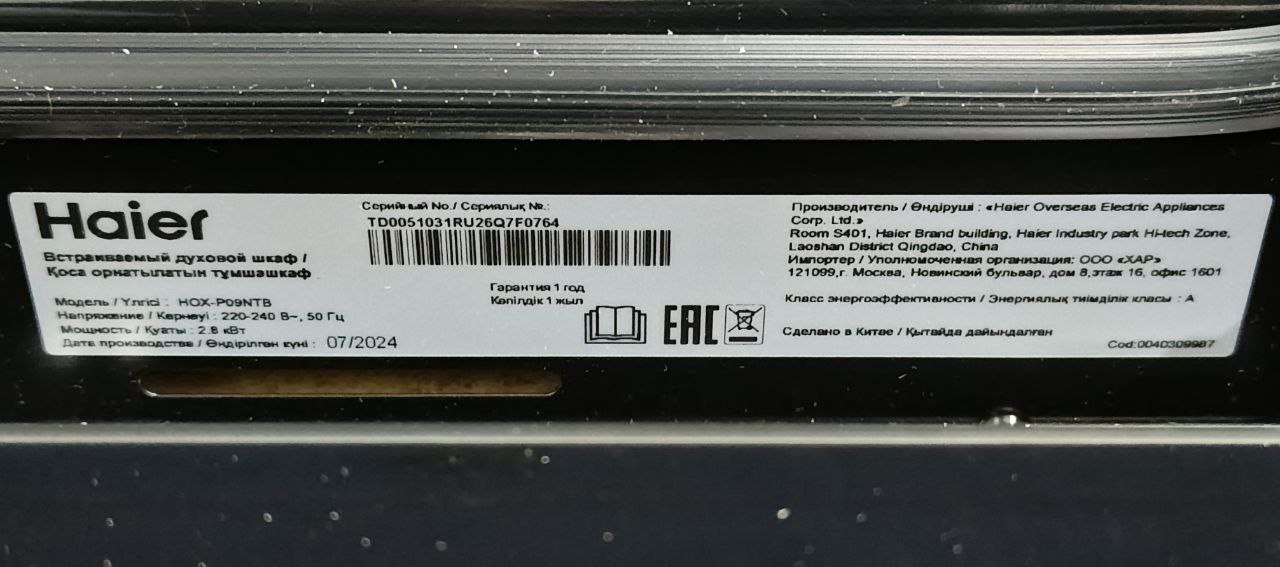 Haier
Встраиваемый духовой шкаф /
Қоса орнатылатын тұмшашкаф
Модель / Үлгісі : HOX-P09NTB
Напряжение / Кернеуі : 220-240 В~, 50 Гц
Мощность / Қуаты : 2.8 кВт
Дата производства / Өндірілген күні : 07/2024
Серийный No./ Сериялық №.:
TD0051031RU26Q7F0764
Гарантия 1 год
Кепілдік 1 жыл
EAC
Производитель / Өндіруші : «Haier Overseas Electric Appliances
Corp. Ltd.»
Room S401, Haier Brand building, Haier Industry park Hi-tech Zone,
Laoshan District Qingdao, China
Импортер / Уполномоченная организация: ООО «ХАР»
121099,г. Москва, Новинский бульвар, дом 8,этаж 16, офис 1601
Класс энергоэффективности / Энергиялық тиімділік класы : А
Сделано в Китае / Қытайда дайындалған
Cod:0040309987